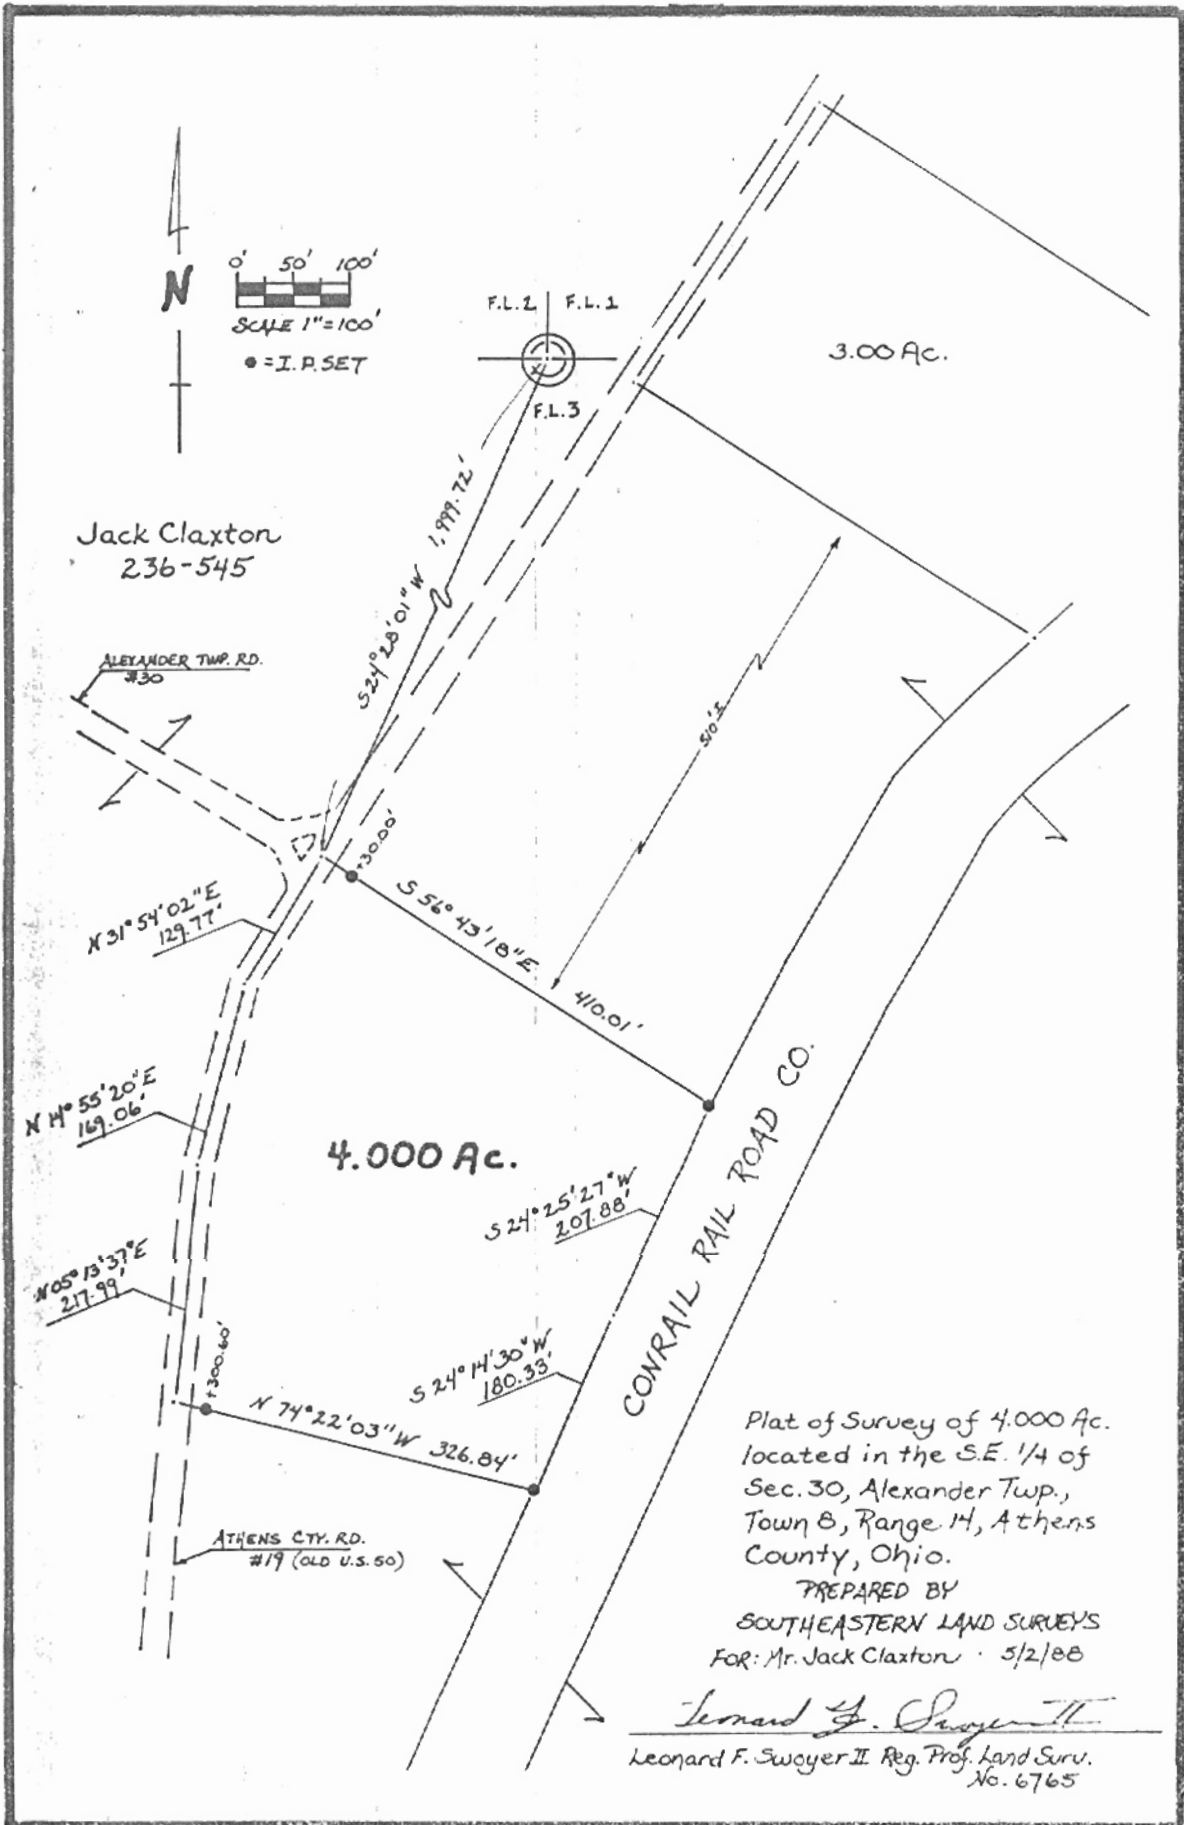 N
0' 50' 100'
SCALE 1"=100'
● = I.P. SET
F.L.2 F.L.1
F.L.3
3.00 Ac.
Jack Claxton
236-545
S 24° 28' 01" W 1,999.72'
ALEXANDER TWP. RD.
#30
510'±
+30.00'
N 31° 54' 02" E
129.77'
S 56° 43' 18" E 410.01'
N 14° 55' 20" E
169.06'
4.000 Ac.
S 24° 25' 27" W
207.88'
CONRAIL RAIL ROAD CO.
N 05° 13' 37" E
217.99'
+300.60'
S 24° 14' 30" W
180.33'
N 74° 22' 03" W 326.84'
ATHENS CTY. RD.
#19 (OLD U.S. 50)
Plat of Survey of 4.000 Ac.
located in the S.E. 1/4 of
Sec. 30, Alexander Twp.,
Town 8, Range 14, Athens
County, Ohio.
PREPARED BY
SOUTHEASTERN LAND SURVEYS
FOR: Mr. Jack Claxton · 5/2/88
Leonard F. Swoyer II
Leonard F. Swoyer II Reg. Prof. Land Surv.
No. 6765